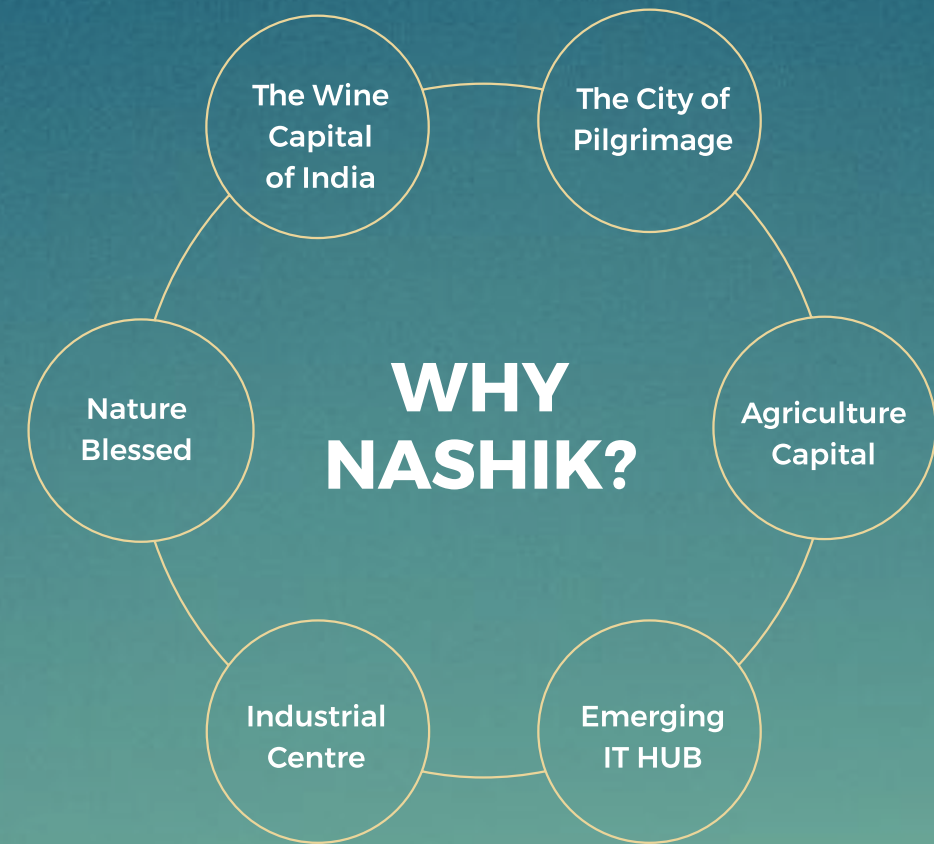 The Wine
Capital
of India
The City of
Pilgrimage
Nature
Blessed
WHY
NASHIK?
Agriculture
Capital
Industrial
Centre
Emerging
IT HUB